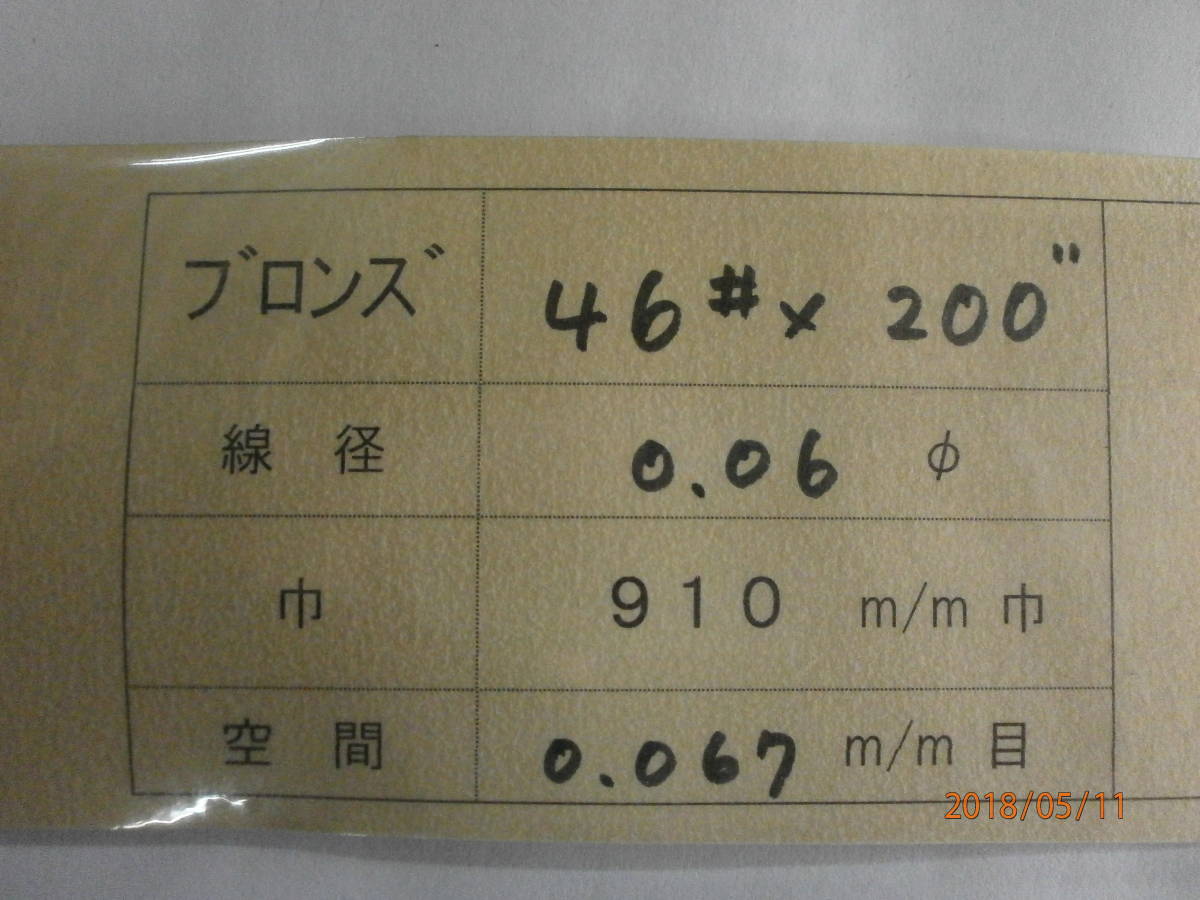 ブロンズ 46# x 200"
線 径 0.06 φ
巾 910 m/m 巾
空 間 0.067 m/m 目
2018/05/11